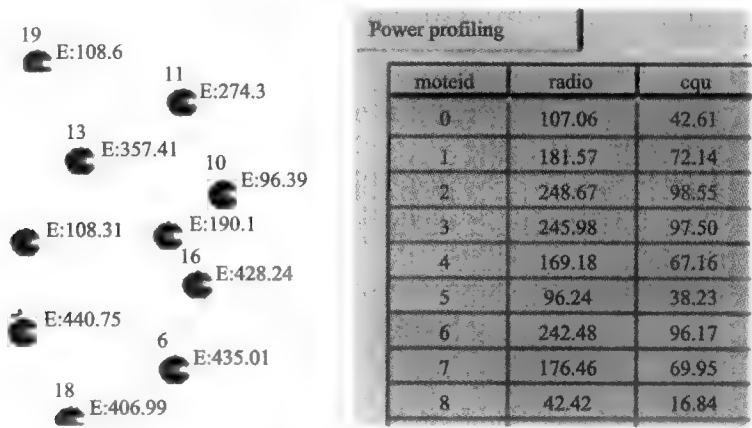 19
E:108.6
11
E:274.3
13
E:357.41
10
E:96.39
E:108.31
E:190.1
16
E:428.24
E:440.75
6
E:435.01
18
E:406.99
Power profiling
moteid radio cqu
0 107.06 42.61
1 181.57 72.14
2 248.67 98.55
3 245.98 97.50
4 169.18 67.16
5 96.24 38.23
6 242.48 96.17
7 176.46 69.95
8 42.42 16.84